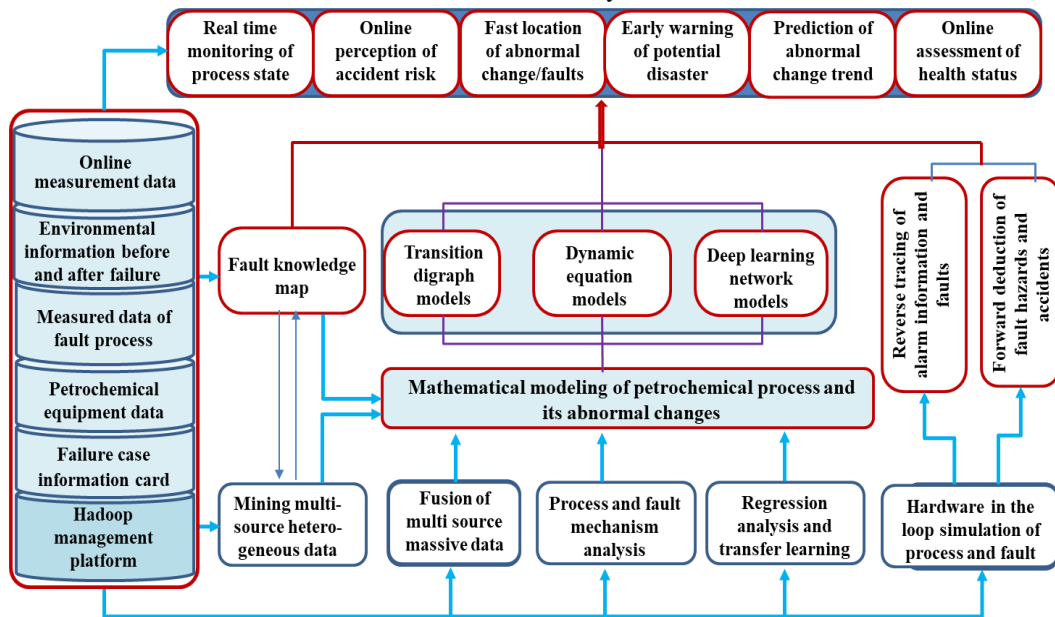 Real time
monitoring of
process state
Online
perception of
accident risk
Fast location
of abnormal
change/faults
Early warning
of potential
disaster
Prediction of
abnormal
change trend
Online
assessment of
health status
Online
measurement data
Environmental
information before
and after failure
Measured data of
fault process
Petrochemical
equipment data
Failure case
information card
Hadoop
management
platform
Fault knowledge
map
Transition
digraph
models
Dynamic
equation
models
Deep learning
network
models
Reverse tracing of
alarm information and
faults
Forward deduction of
fault hazards and
accidents
Mathematical modeling of petrochemical process and
its abnormal changes
Mining multi-
source hetero-
geneous data
Fusion of
multi source
massive data
Process and fault
mechanism
analysis
Regression
analysis and
transfer learning
Hardware in the
loop simulation of
process and fault